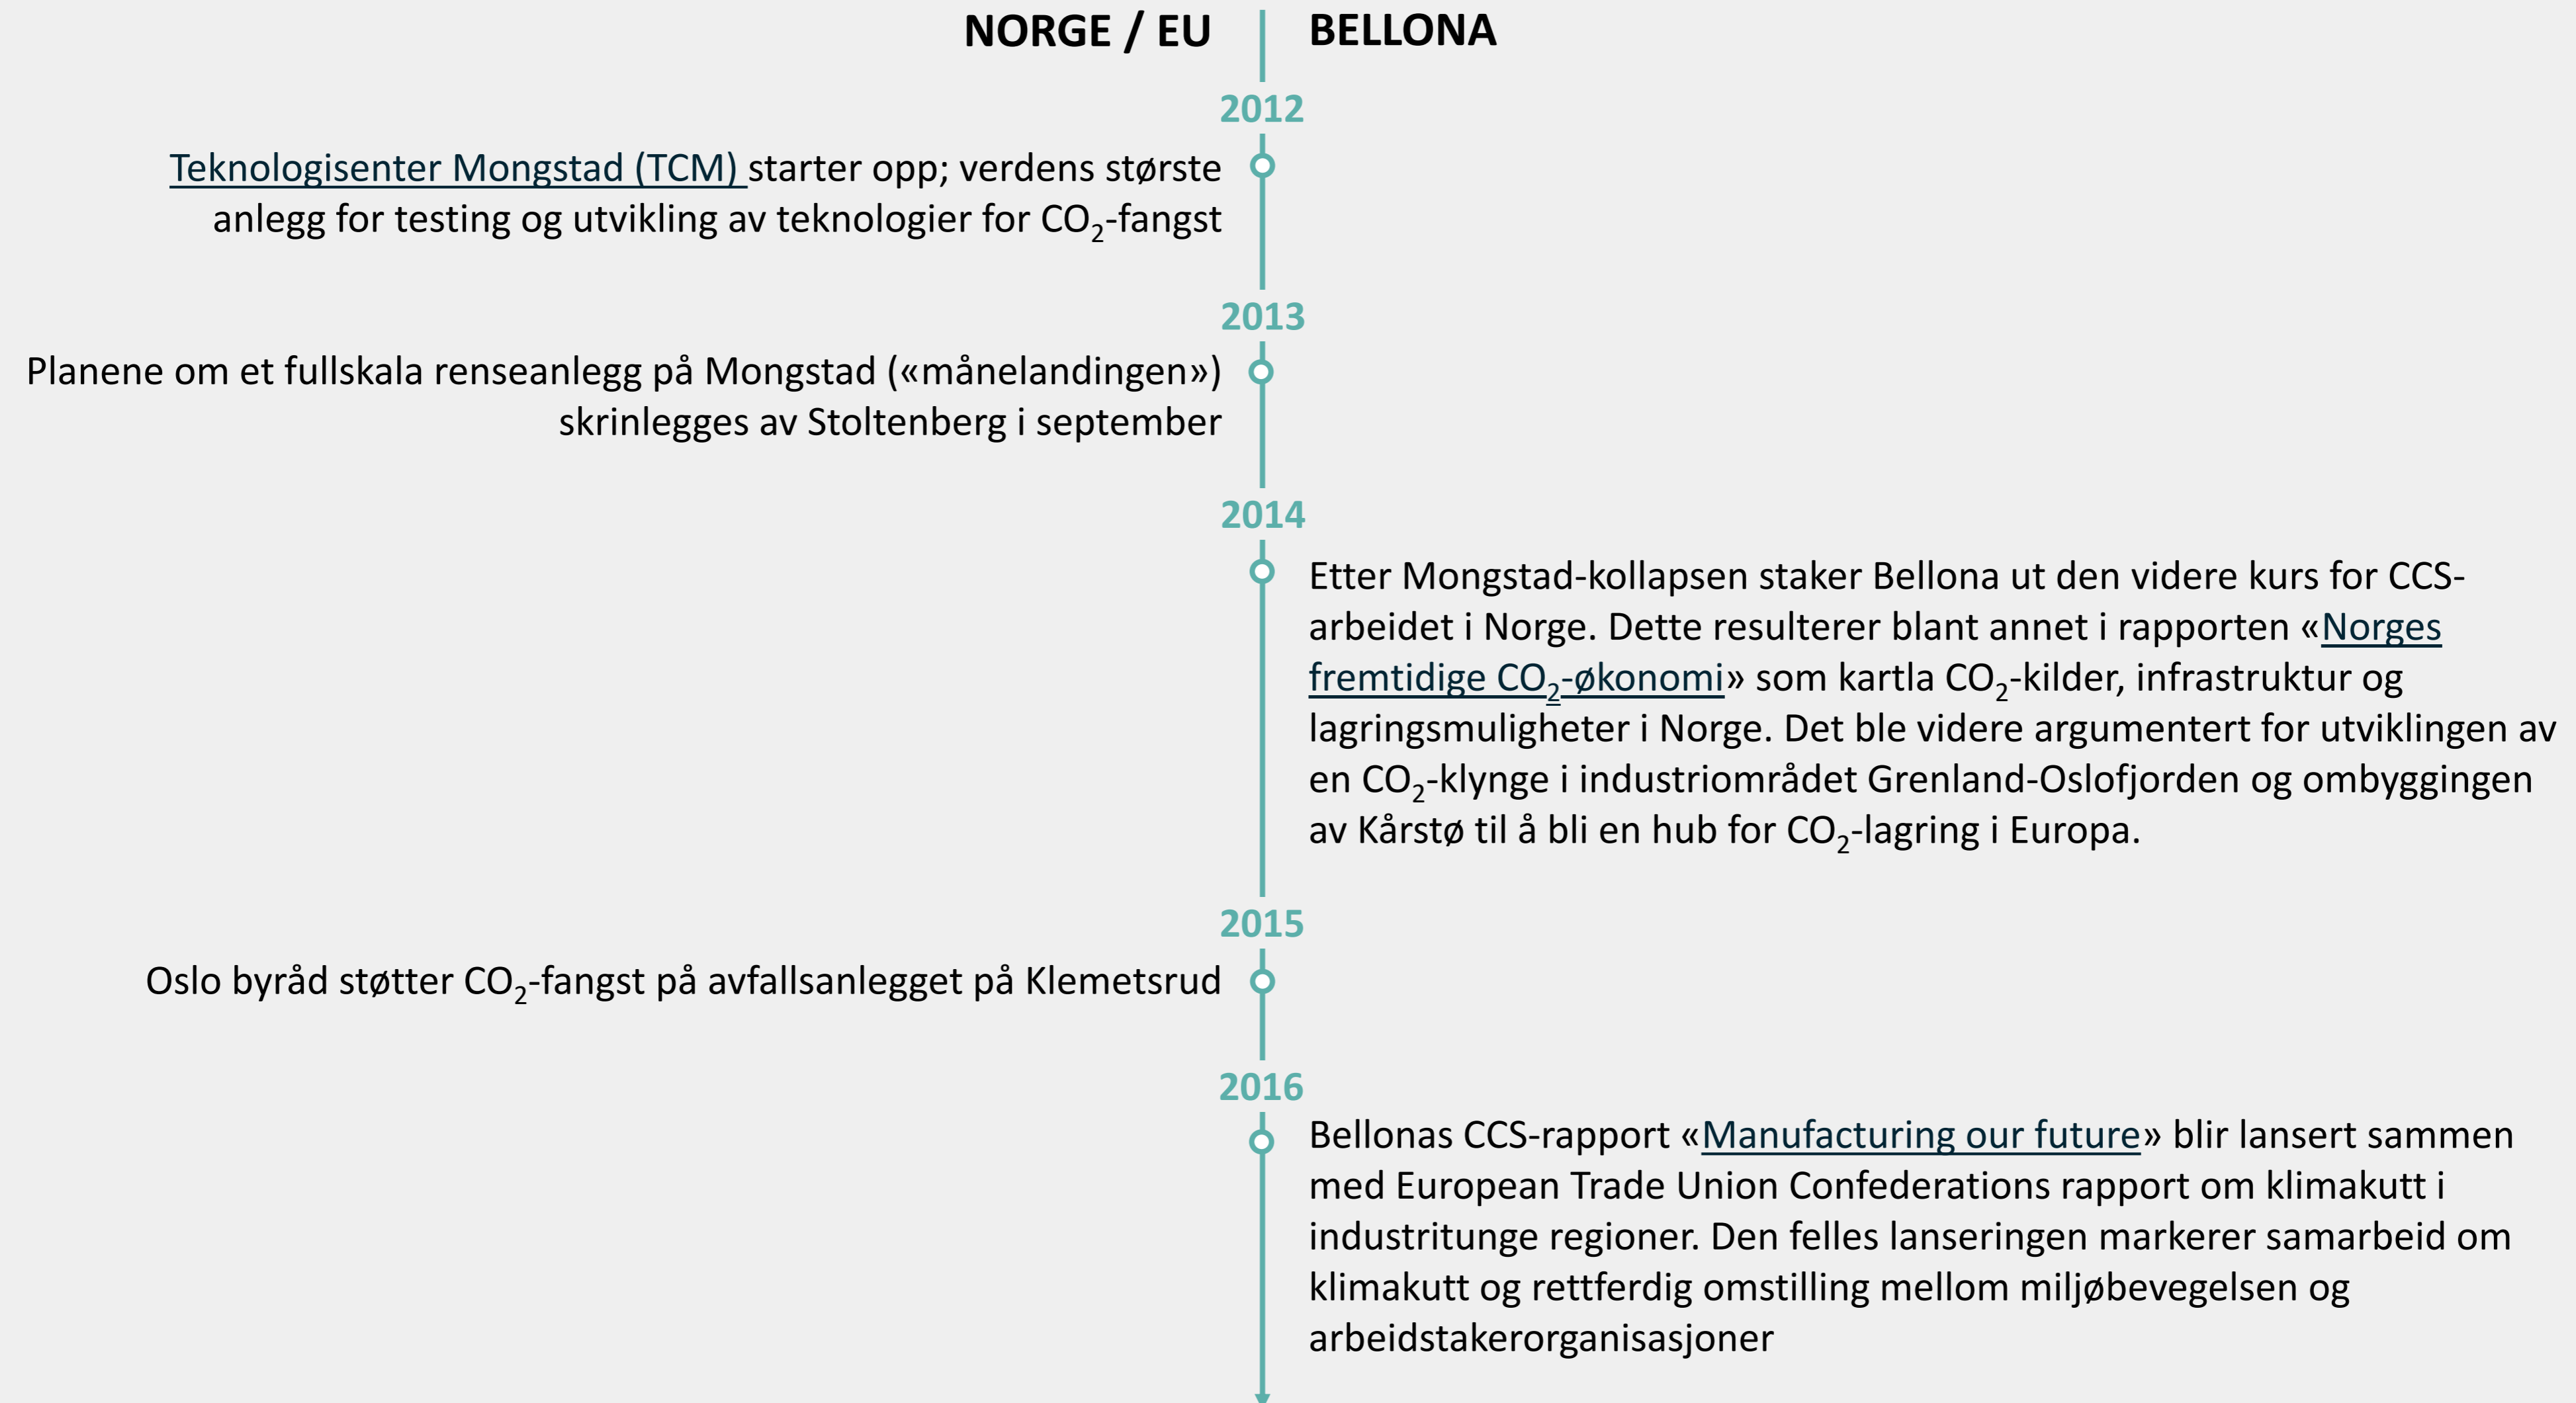 NORGE / EU
BELLONA
2012
Teknologisenter Mongstad (TCM) starter opp; verdens største
anlegg for testing og utvikling av teknologier for CO₂-fangst
2013
Planene om et fullskala renseanlegg på Mongstad («månelandingen»)
skrinlegges av Stoltenberg i september
2014
Etter Mongstad-kollapsen staker Bellona ut den videre kurs for CCS-
arbeidet i Norge. Dette resulterer blant annet i rapporten «Norges
fremtidige CO₂-økonomi» som kartla CO₂-kilder, infrastruktur og
lagringsmuligheter i Norge. Det ble videre argumentert for utviklingen av
en CO₂-klynge i industriområdet Grenland-Oslofjorden og ombyggingen
av Kårstø til å bli en hub for CO₂-lagring i Europa.
2015
Oslo byråd støtter CO₂-fangst på avfallsanlegget på Klemetsrud
2016
Bellonas CCS-rapport «Manufacturing our future» blir lansert sammen
med European Trade Union Confederations rapport om klimakutt i
industritunge regioner. Den felles lanseringen markerer samarbeid om
klimakutt og rettferdig omstilling mellom miljøbevegelsen og
arbeidstakerorganisasjoner